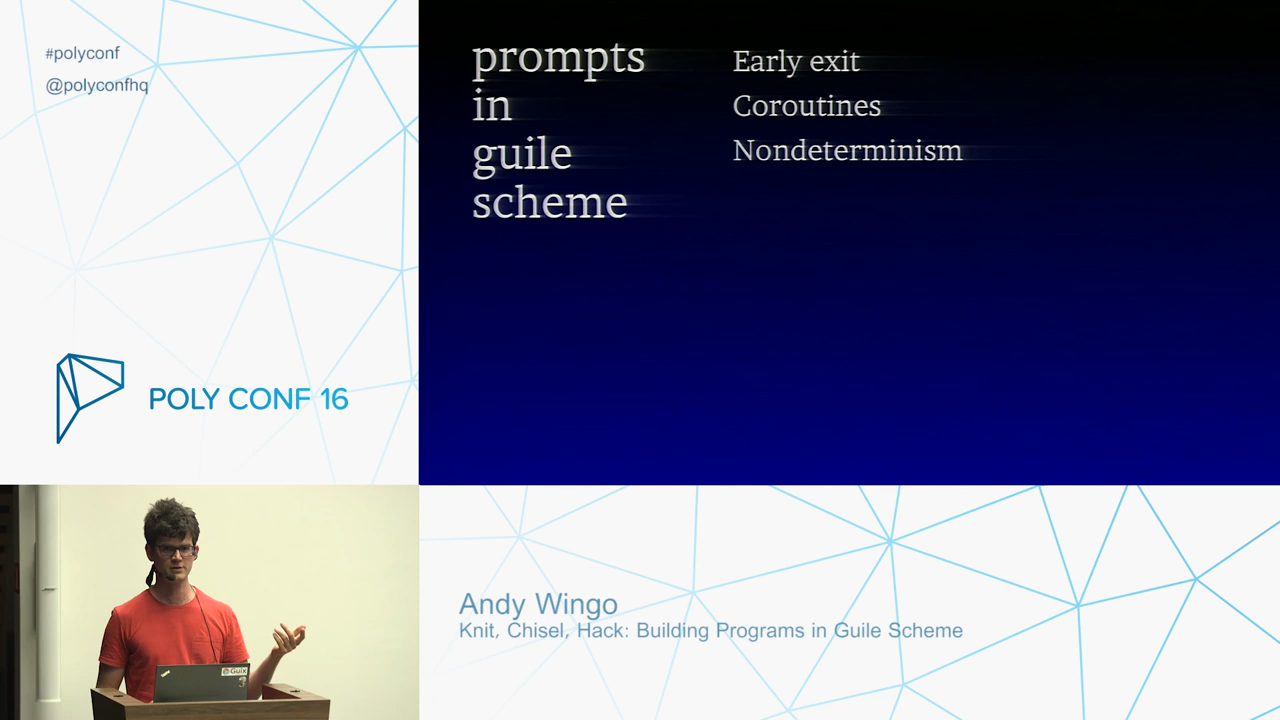 #polyconf
@polyconfhq
POLY CONF 16
prompts
in
guile
scheme
Early exit
Coroutines
Nondeterminism
Guix
Andy Wingo
Knit, Chisel, Hack: Building Programs in Guile Scheme